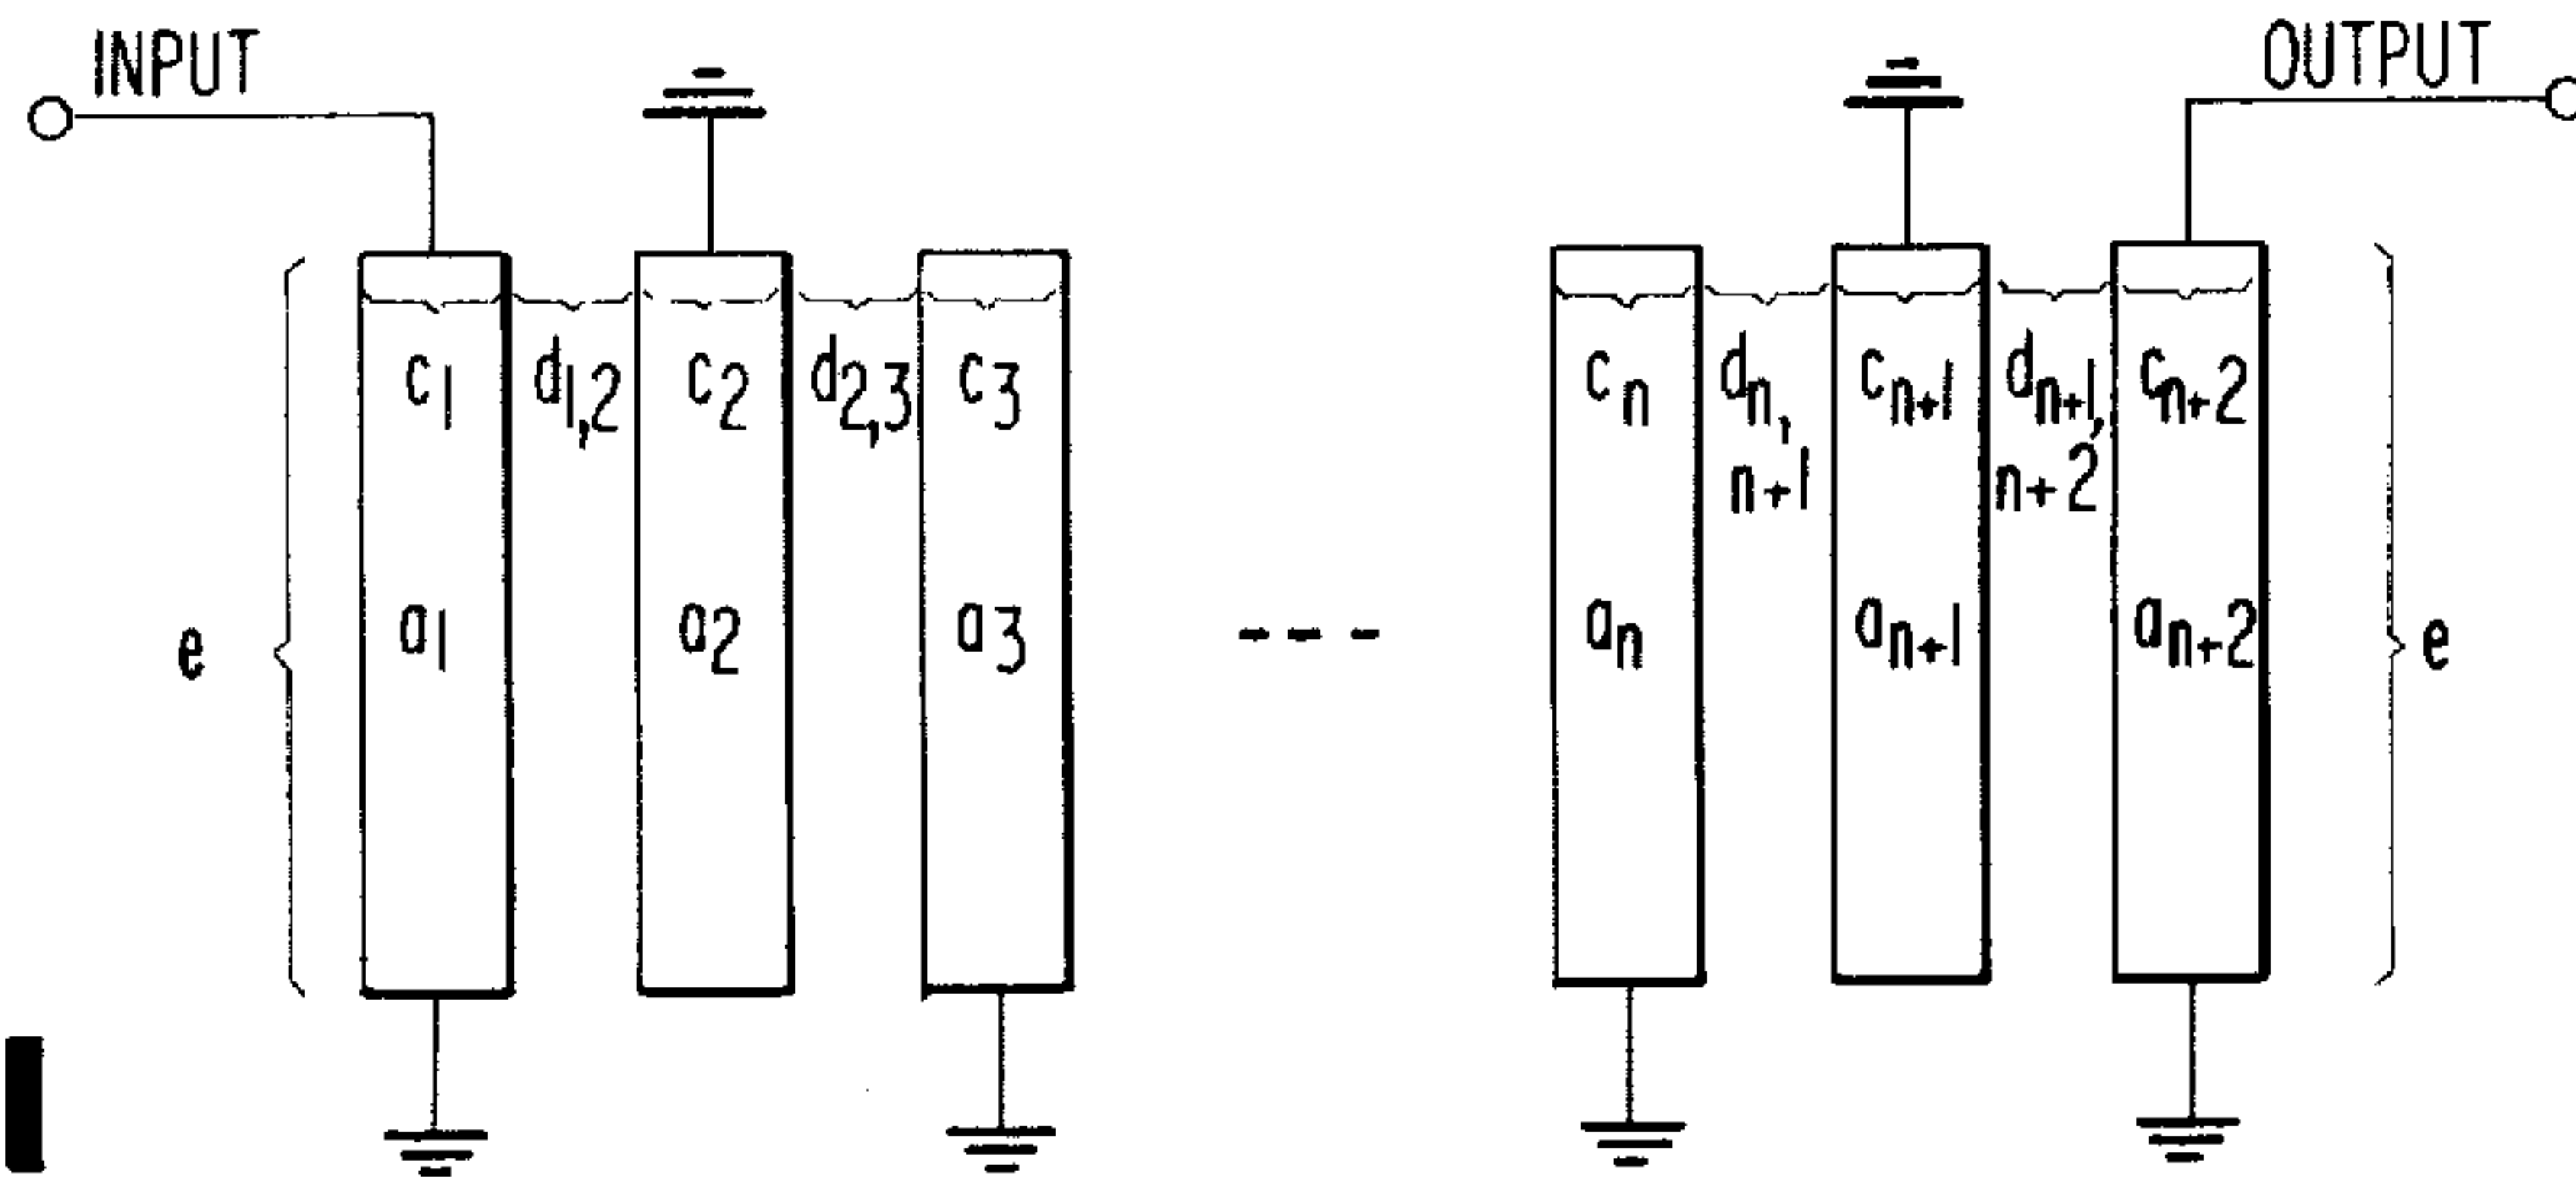 INPUT
OUTPUT
c1 d1,2 c2 d2,3 c3 cn dn, cn+1 dn+1, cn+2
n+1 n+2
e a1 a2 a3 --- an an+1 an+2 e